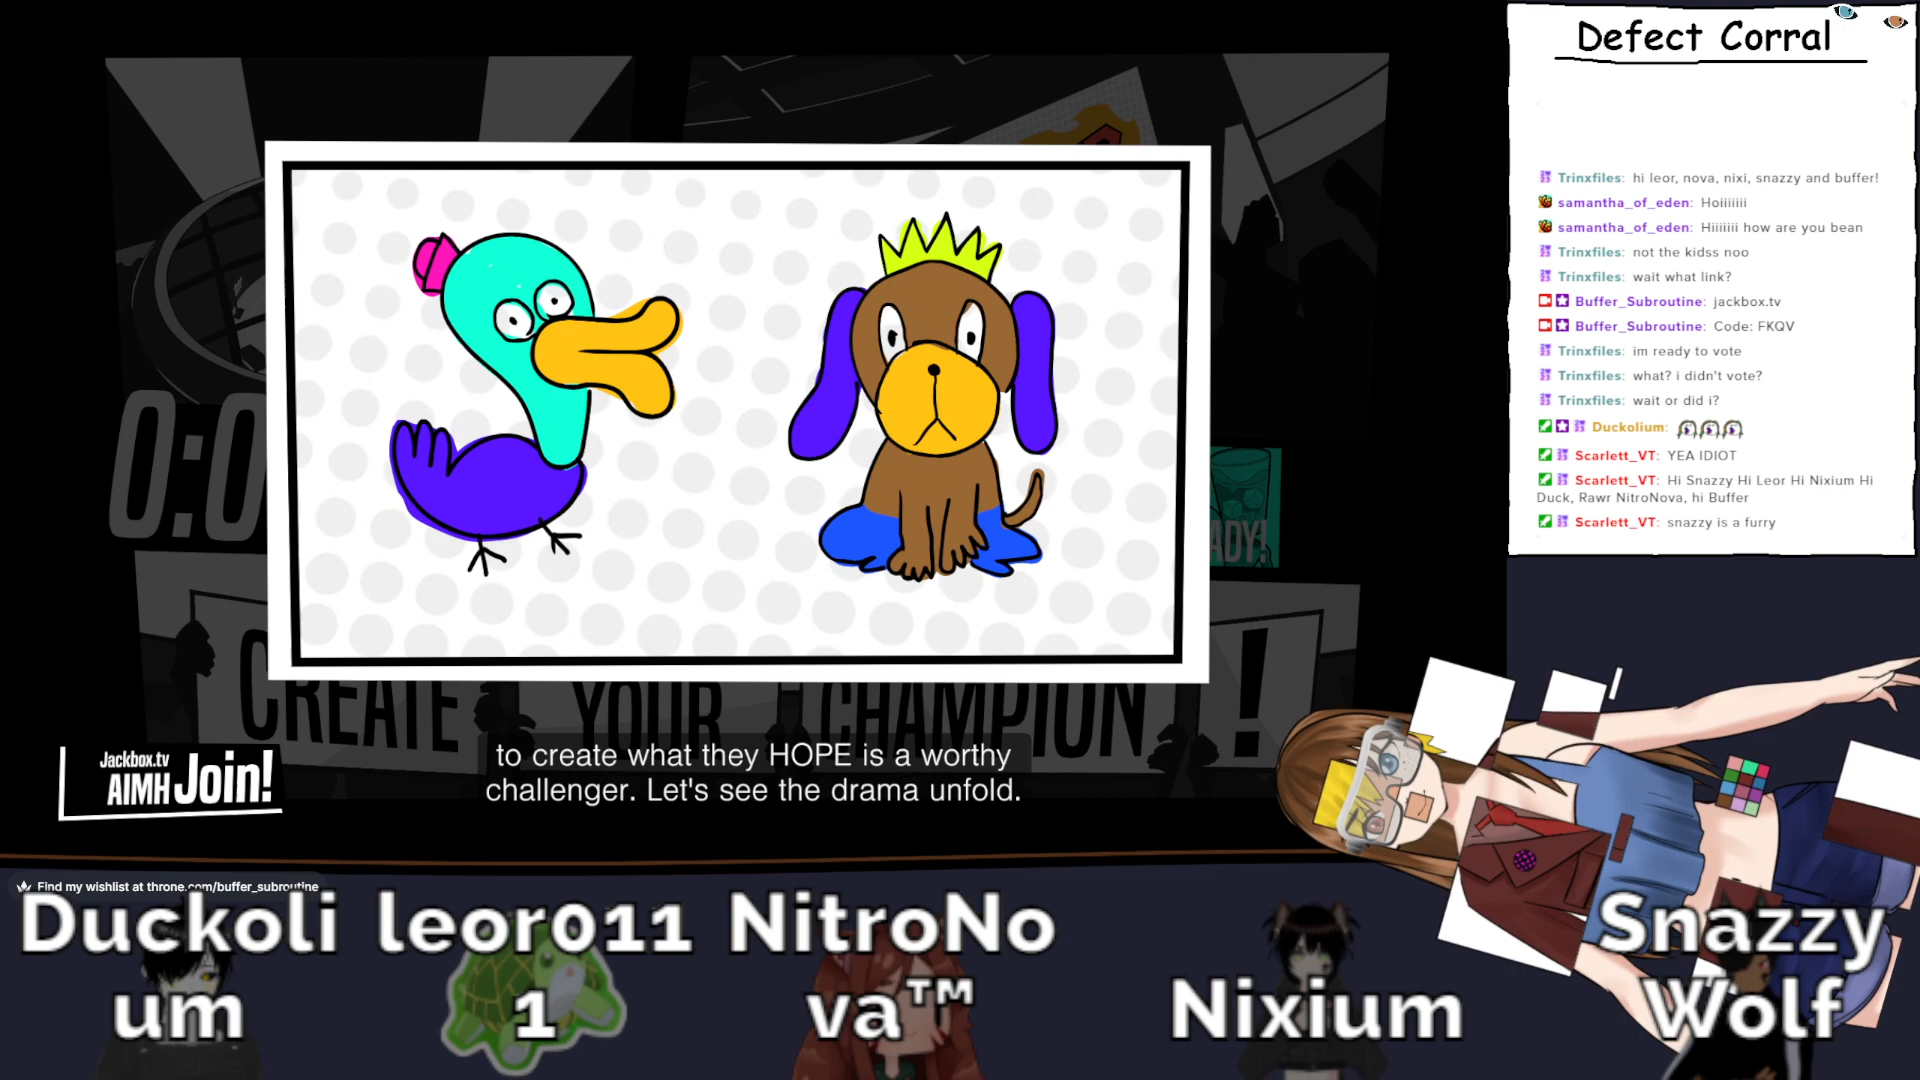 Defect Corral
Trinxfiles: hi leor, nova, nixi, snazzy and buffer!
samantha_of_eden: Hoiiiiiii
samantha_of_eden: Hiiiiiii how are you bean
Trinxfiles: not the kidss noo
Trinxfiles: wait what link?
Buffer_Subroutine: jackbox.tv
Buffer_Subroutine: Code: FKQV
Trinxfiles: im ready to vote
Trinxfiles: what? i didn't vote?
Trinxfiles: wait or did i?
Duckolium:
Scarlett_VT: YEA IDIOT
Scarlett_VT: Hi Snazzy Hi Leor Hi Nixium Hi
Duck, Rawr NitroNova, hi Buffer
Scarlett_VT: snazzy is a furry
0:0
ADY!
CREATE YOUR CHAMPION!
to create what they HOPE is a worthy
challenger. Let's see the drama unfold.
Jackbox.tv
AIMH Join!
Find my wishlist at throne.com/buffer_subroutine
Duckoli
um
leor011
1
NitroNo
va™
Nixium
Snazzy
Wolf